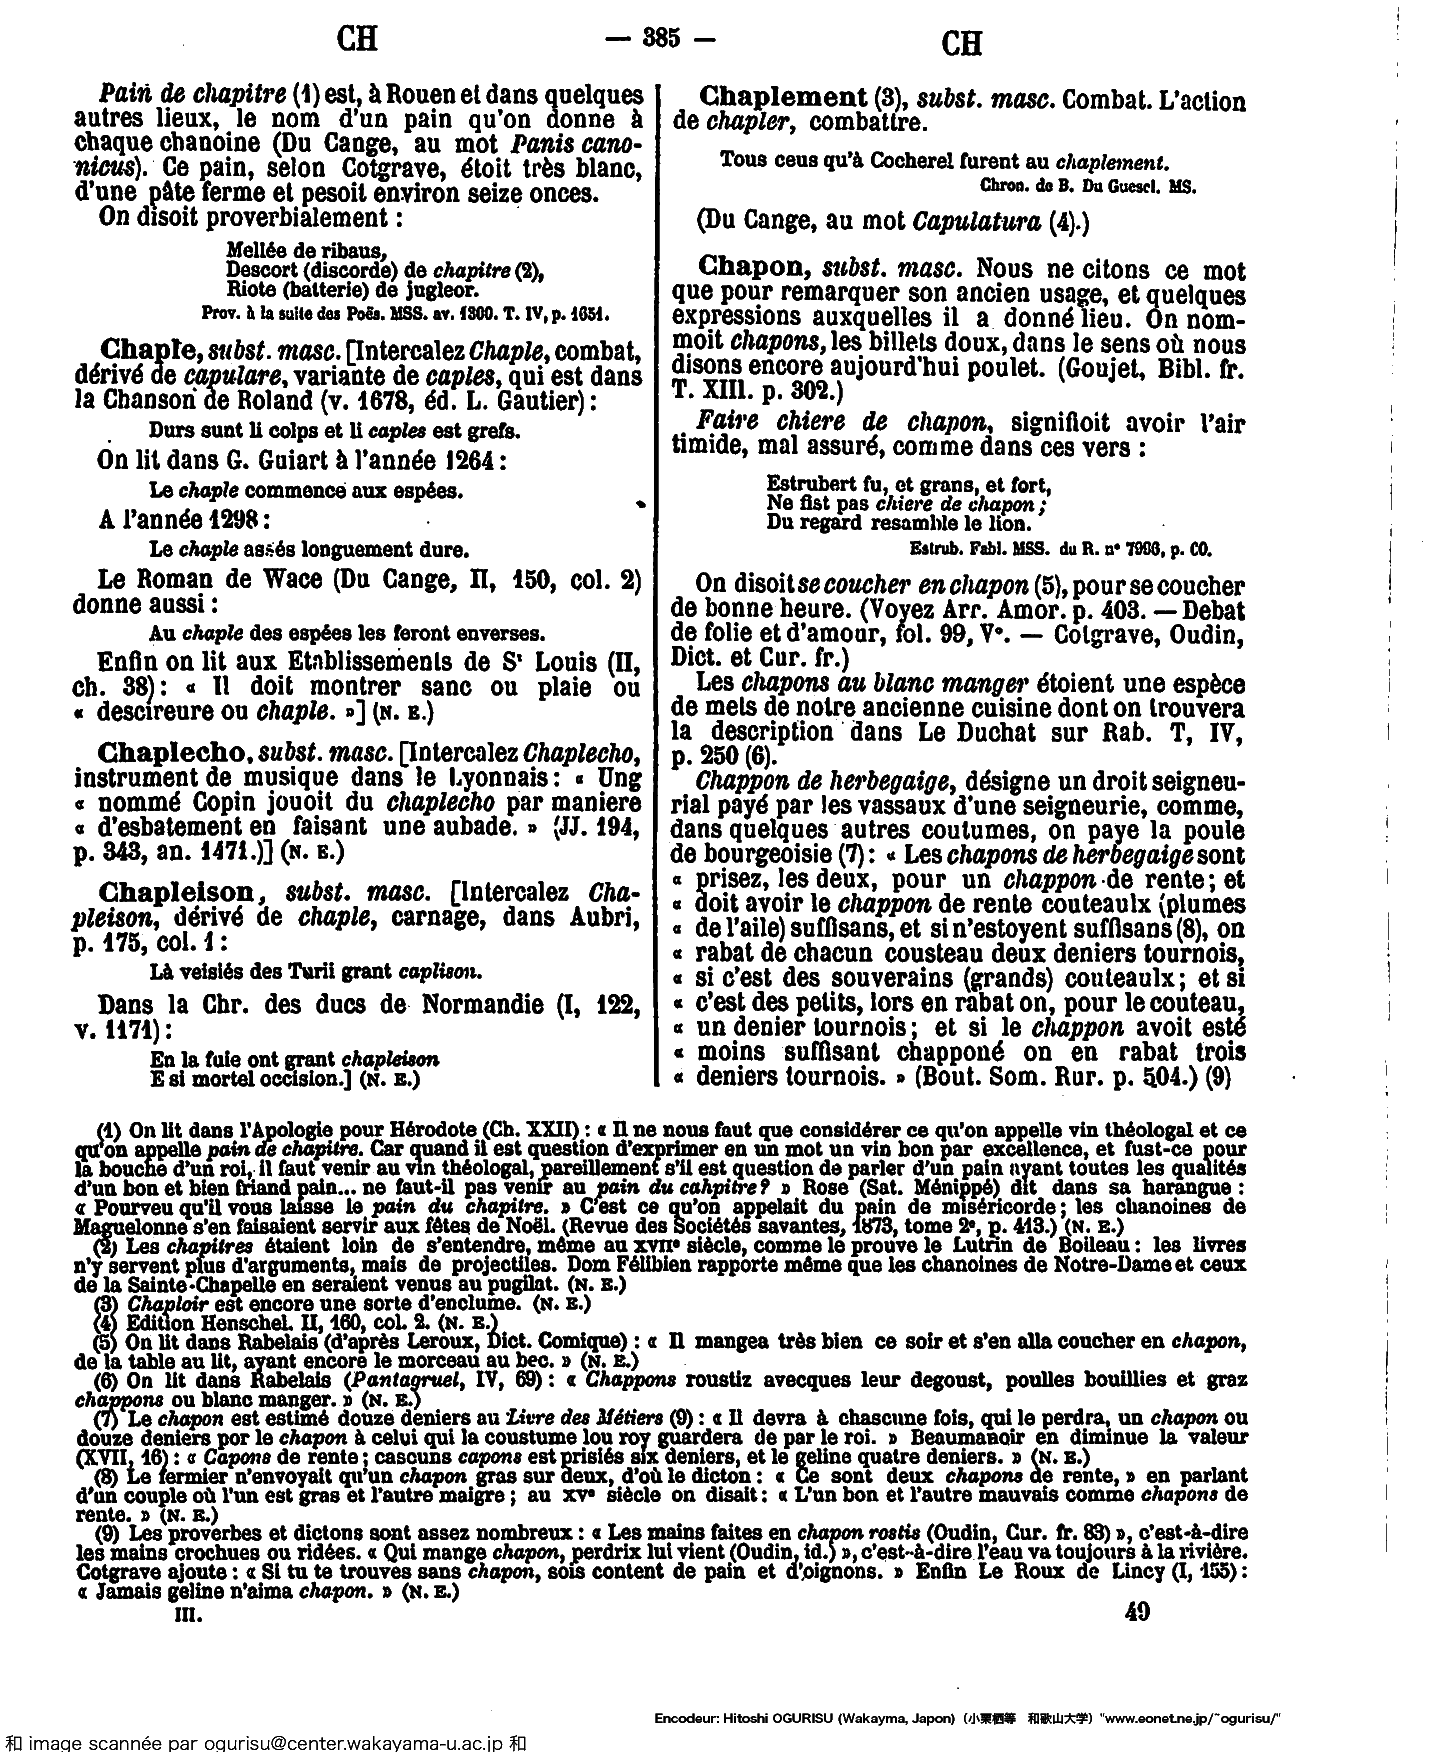 CH
— 385 —
CH
Pain de chapitre (1) est, à Rouen et dans quelques
autres lieux, le nom d'un pain qu'on donne à
chaque chanoine (Du Cange, au mot Panis cano-
nicus). Ce pain, selon Cotgrave, étoit très blanc,
d'une pâte ferme et pesoit environ seize onces.
On disoit proverbialement :
Mellée de ribaus,
Descort (discorde) de chapitre (2),
Riote (batterie) de jugleor.
Prov. à la suite des Poës. MSS. av. 1300. T. IV, p. 1651.
Chaple, subst. masc. [Intercalez Chaple, combat,
dérivé de capulare, variante de caples, qui est dans
la Chanson de Roland (v. 1678, éd. L. Gautier) :
Durs sunt li colps et li caples est grefs.
On lit dans G. Guiart à l'année 1264 :
Le chaple commence aux espées.
A l'année 1298 :
Le chaple assés longuement dure.
Le Roman de Wace (Du Cange, II, 150, col. 2)
donne aussi :
Au chaple des espées les feront enverses.
Enfin on lit aux Etablissements de St Louis (II,
ch. 38) : « Il doit montrer sanc ou plaie ou
« descireure ou chaple. »] (N. E.)
Chaplecho, subst. masc. [Intercalez Chaplecho,
instrument de musique dans le Lyonnais : « Ung
« nommé Copin jouoit du chaplecho par maniere
« d'esbatement en faisant une aubade. » (JJ. 194,
p. 343, an. 1471.)] (N. E.)
Chapleison, subst. masc. [Intercalez Cha-
pleison, dérivé de chaple, carnage, dans Aubri,
p. 175, col. 1 :
Là veisiés des Turii grant caplison.
Dans la Chr. des ducs de Normandie (I, 122,
v. 1171) :
En la fuie ont grant chapleison
E si mortel occision.] (N. E.)
Chaplement (3), subst. masc. Combat. L'action
de chapler, combattre.
Tous ceus qu'à Cocherel furent au chaplement.
Chron. de B. Du Guescl. MS.
(Du Cange, au mot Capulatura (4).)
Chapon, subst. masc. Nous ne citons ce mot
que pour remarquer son ancien usage, et quelques
expressions auxquelles il a donné lieu. On nom-
moit chapons, les billets doux, dans le sens où nous
disons encore aujourd'hui poulet. (Goujet, Bibl. fr.
T. XIII. p. 302.)
Faire chiere de chapon, signifioit avoir l'air
timide, mal assuré, comme dans ces vers :
Estrubert fu, et grans, et fort,
Ne fist pas chiere de chapon ;
Du regard resamble le lion.
Estrub. Fabl. MSS. du R. n° 7996, p. CO.
On disoit se coucher en chapon (5), pour se coucher
de bonne heure. (Voyez Arr. Amor. p. 403. — Debat
de folie et d'amour, fol. 99, V°. — Cotgrave, Oudin,
Dict. et Cur. fr.)
Les chapons au blanc manger étoient une espèce
de mets de notre ancienne cuisine dont on trouvera
la description dans Le Duchat sur Rab. T, IV,
p. 250 (6).
Chappon de herbegaige, désigne un droit seigneu-
rial payé par les vassaux d'une seigneurie, comme,
dans quelques autres coutumes, on paye la poule
de bourgeoisie (7) : « Les chapons de herbegaige sont
« prisez, les deux, pour un chappon de rente ; et
« doit avoir le chappon de rente couteaulx (plumes
« de l'aile) suffisans, et si n'estoyent suffisans (8), on
« rabat de chacun cousteau deux deniers tournois,
« si c'est des souverains (grands) couteaulx ; et si
« c'est des petits, lors en rabat on, pour le couteau,
« un denier tournois ; et si le chappon avoit esté
« moins suffisant chapponé on en rabat trois
« deniers tournois. » (Bout. Som. Rur. p. 504.) (9)
(1) On lit dans l'Apologie pour Hérodote (Ch. XXII) : « Il ne nous faut que considérer ce qu'on appelle vin théologal et ce
qu'on appelle pain de chapitre. Car quand il est question d'exprimer en un mot un vin bon par excellence, et fust-ce pour
la bouche d'un roi, il faut venir au vin théologal, pareillement s'il est question de parler d'un pain ayant toutes les qualités
d'un bon et bien friand pain... ne faut-il pas venir au pain du cahpitre ? » Rose (Sat. Ménippé) dit dans sa harangue :
« Pourveu qu'il vous laisse le pain du chapitre. » C'est ce qu'on appelait du pain de miséricorde ; les chanoines de
Maguelonne s'en faisaient servir aux fêtes de Noël. (Revue des Sociétés savantes, 1873, tome 2e, p. 413.) (N. E.)
(2) Les chapitres étaient loin de s'entendre, même au XVIIe siècle, comme le prouve le Lutrin de Boileau : les livres
n'y servent plus d'arguments, mais de projectiles. Dom Félibien rapporte même que les chanoines de Notre-Dame et ceux
de la Sainte-Chapelle en seraient venus au pugilat. (N. E.)
(3) Chaploir est encore une sorte d'enclume. (N. E.)
(4) Edition Henschel. II, 160, col. 2. (N. E.)
(5) On lit dans Rabelais (d'après Leroux, Dict. Comique) : « Il mangea très bien ce soir et s'en alla coucher en chapon,
de la table au lit, ayant encore le morceau au bec. » (N. E.)
(6) On lit dans Rabelais (Pantagruel, IV, 69) : « Chappons roustiz avecques leur degoust, poulles bouillies et graz
chappons ou blanc manger. » (N. E.)
(7) Le chapon est estimé douze deniers au Livre des Métiers (9) : « Il devra à chascune fois, qui le perdra, un chapon ou
douze deniers por le chapon à celui qui la coustume lou roy guardera de par le roi. » Beaumanoir en diminue la valeur
(XVII, 16) : « Capons de rente ; cascuns capons est prisiés six deniers, et le geline quatre deniers. » (N. E.)
(8) Le fermier n'envoyait qu'un chapon gras sur deux, d'où le dicton : « Ce sont deux chapons de rente, » en parlant
d'un couple où l'un est gras et l'autre maigre ; au XVe siècle on disait : « L'un bon et l'autre mauvais comme chapons de
rente. » (N. E.)
(9) Les proverbes et dictons sont assez nombreux : « Les mains faites en chapon rostis (Oudin, Cur. fr. 83) », c'est-à-dire
les mains crochues ou ridées. « Qui mange chapon, perdrix lui vient (Oudin, id.) », c'est-à-dire l'eau va toujours à la rivière.
Cotgrave ajoute : « Si tu te trouves sans chapon, sois content de pain et d'oignons. » Enfin Le Roux de Lincy (I, 155) :
« Jamais geline n'aima chapon. » (N. E.)
III.
49
Encodeur: Hitoshi OGURISU (Wakayma, Japon) (小栗栖等 和歌山大学) "www.eonet.ne.jp/~ogurisu/"
和 image scannée par ogurisu@center.wakayama-u.ac.jp 和